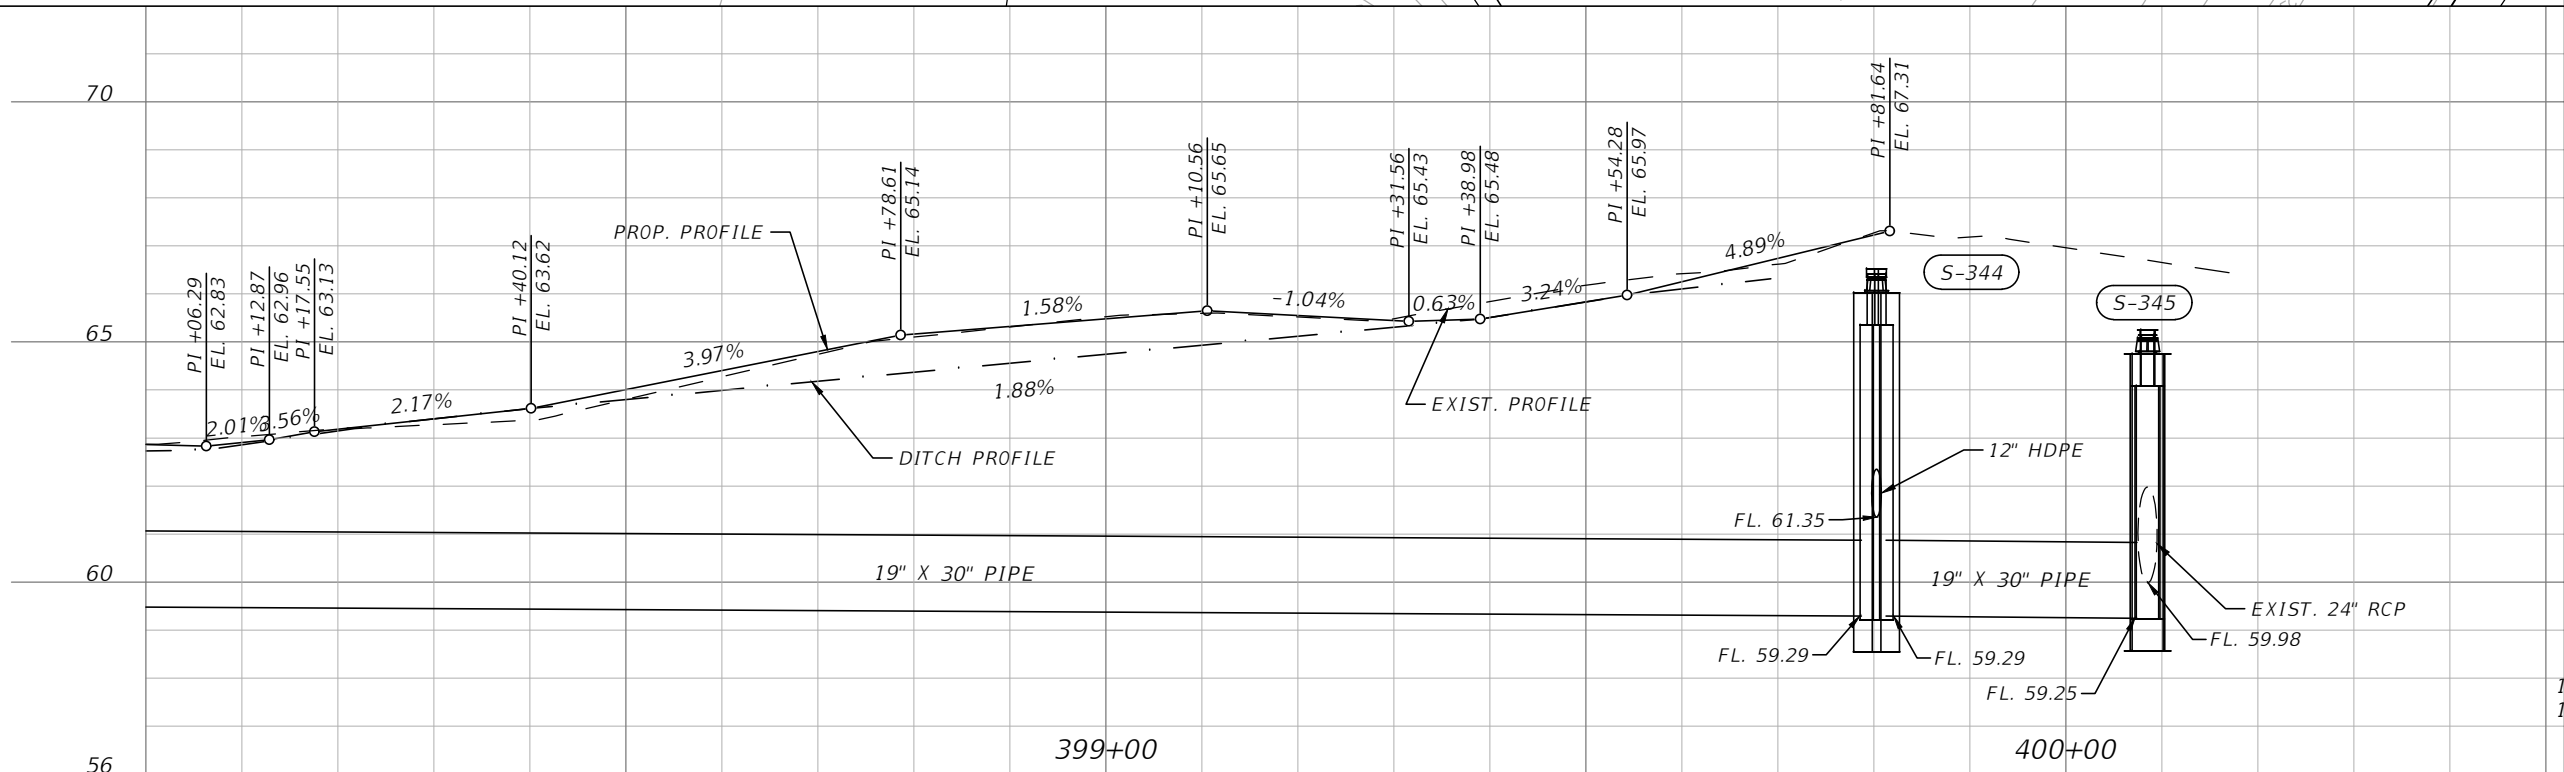 70
65
60
56
PI +06.29
EL. 62.83
PI +12.87
EL. 62.96
PI +17.55
EL. 63.13
PI +40.12
EL. 63.62
PI +78.61
EL. 65.14
PI +10.56
EL. 65.65
PI +31.56
EL. 65.43
PI +38.98
EL. 65.48
PI +54.28
EL. 65.97
PI +81.64
EL. 67.31
PROP. PROFILE
2.01%
3.56%
2.17%
3.97%
1.58%
-1.04%
0.63%
3.24%
4.89%
1.88%
DITCH PROFILE
EXIST. PROFILE
S-344
S-345
12" HDPE
FL. 61.35
19" X 30" PIPE
19" X 30" PIPE
EXIST. 24" RCP
FL. 59.98
FL. 59.29
FL. 59.29
FL. 59.25
399+00
400+00
1
1